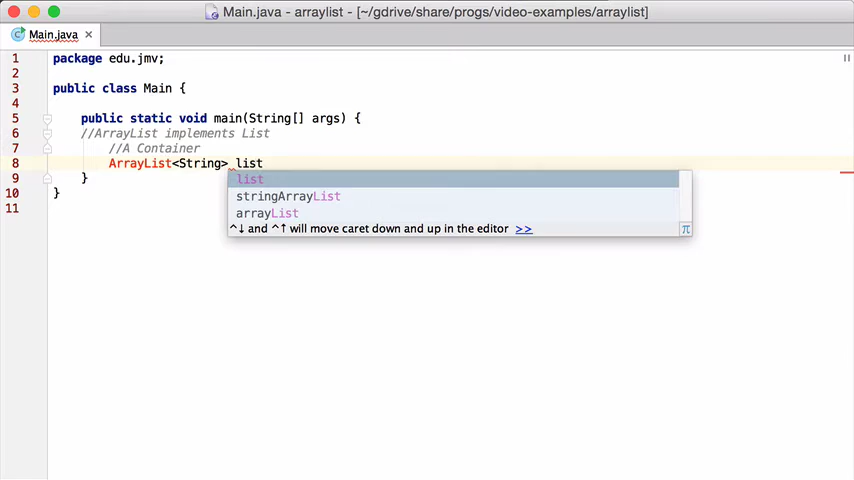 Main.java - arraylist - [~/gdrive/share/progs/video-examples/arraylist]
Main.java
1 package edu.jmv;
2
3 public class Main {
4
5 public static void main(String[] args) {
6 //ArrayList implements List
7 //A Container
8 ArrayList<String> list
9 }
10 }
11
list
stringArrayList
arrayList
^↓ and ^↑ will move caret down and up in the editor >>
π